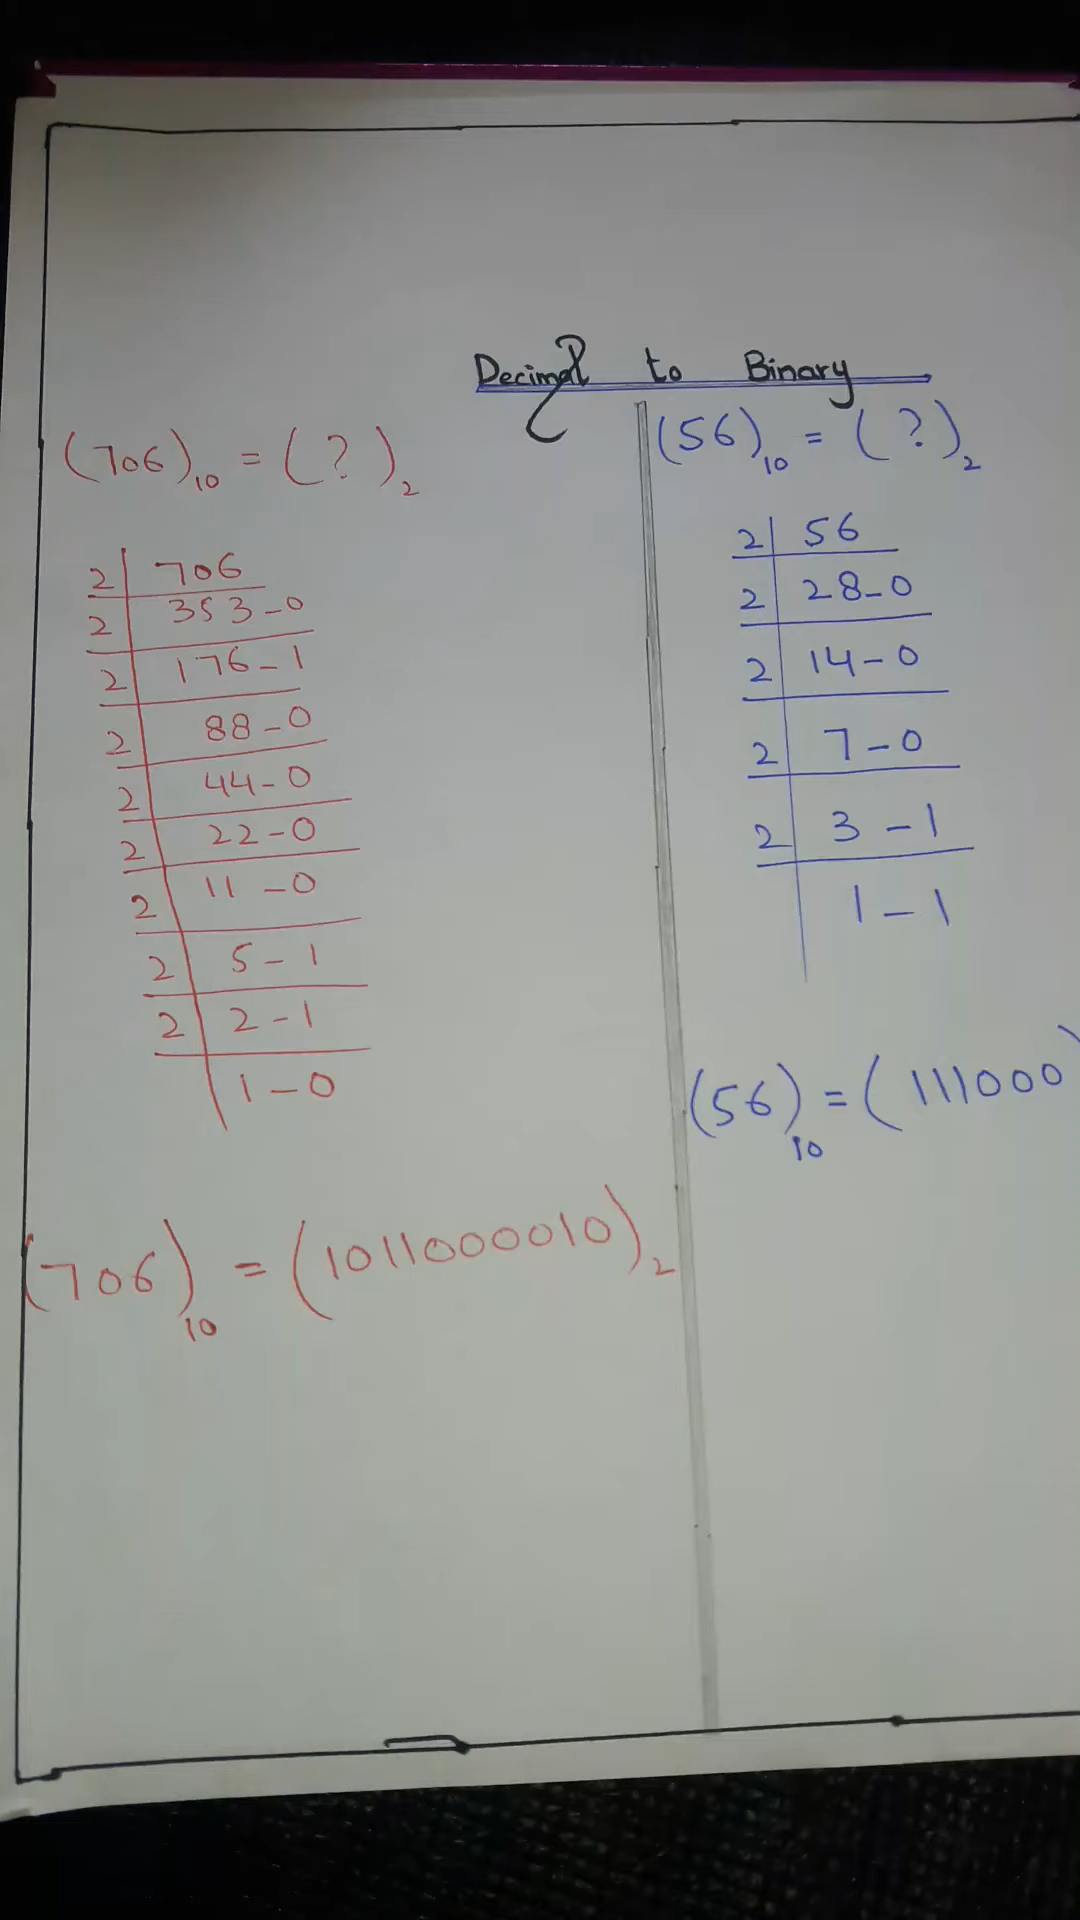 Decimal to Binary
(706)10 = (?)2
2 | 706
2 | 353 - 0
2 | 176 - 1
2 | 88 - 0
2 | 44 - 0
2 | 22 - 0
2 | 11 - 0
2 | 5 - 1
2 | 2 - 1
| 1 - 0
(706)10 = (1011000010)2
(56)10 = (?)2
2 | 56
2 | 28 - 0
2 | 14 - 0
2 | 7 - 0
2 | 3 - 1
| 1 - 1
(56)10 = (111000)